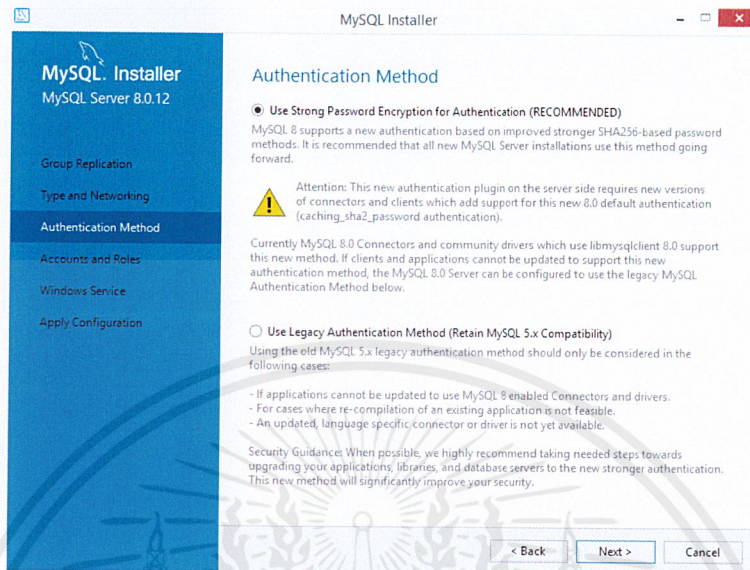 MySQL Installer
MySQL. Installer
MySQL Server 8.0.12
Group Replication
Type and Networking
Authentication Method
Accounts and Roles
Windows Service
Apply Configuration
Authentication Method
Use Strong Password Encryption for Authentication (RECOMMENDED)
MySQL 8 supports a new authentication based on improved stronger SHA256-based password
methods. It is recommended that all new MySQL Server installations use this method going
forward.
Attention: This new authentication plugin on the server side requires new versions
of connectors and clients which add support for this new 8.0 default authentication
(caching_sha2_password authentication).
Currently MySQL 8.0 Connectors and community drivers which use libmysqlclient 8.0 support
this new method. If clients and applications cannot be updated to support this new
authentication method, the MySQL 8.0 Server can be configured to use the legacy MySQL
Authentication Method below.
Use Legacy Authentication Method (Retain MySQL 5.x Compatibility)
Using the old MySQL 5.x legacy authentication method should only be considered in the
following cases:
- If applications cannot be updated to use MySQL 8 enabled Connectors and drivers.
- For cases where re-compilation of an existing application is not feasible.
- An updated, language specific connector or driver is not yet available.
Security Guidance: When possible, we highly recommend taking needed steps towards
upgrading your applications, libraries, and database servers to the new stronger authentication.
This new method will significantly improve your security.
< Back
Next >
Cancel